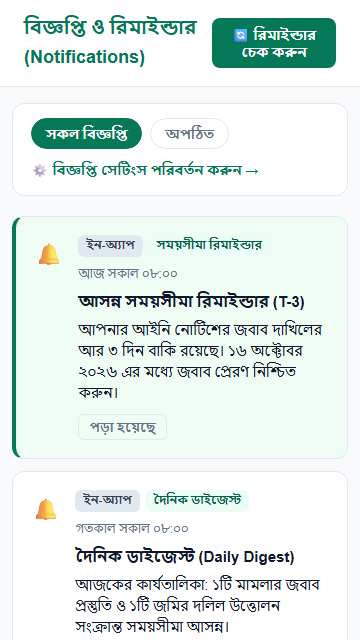 বিজ্ঞপ্তি ও রিমাইন্ডার
(Notifications)
রিমাইন্ডার
চেক করুন
সকল বিজ্ঞপ্তি
অপঠিত
বিজ্ঞপ্তি সেটিংস পরিবর্তন করুন →
ইন-অ্যাপ সময়সীমা রিমাইন্ডার
আজ সকাল ০৮:০০
আসন্ন সময়সীমা রিমাইন্ডার (T-3)
আপনার আইনি নোটিশের জবাব দাখিলের
আর ৩ দিন বাকি রয়েছে। ১৬ অক্টোবর
২০২৬ এর মধ্যে জবাব প্রেরণ নিশ্চিত
করুন।
পড়া হয়েছে
ইন-অ্যাপ দৈনিক ডাইজেস্ট
গতকাল সকাল ০৮:০০
দৈনিক ডাইজেস্ট (Daily Digest)
আজকের কার্যতালিকা: ১টি মামলার জবাব
প্রস্তুতি ও ১টি জমির দলিল উত্তোলন
সংক্রান্ত সময়সীমা আসন্ন।